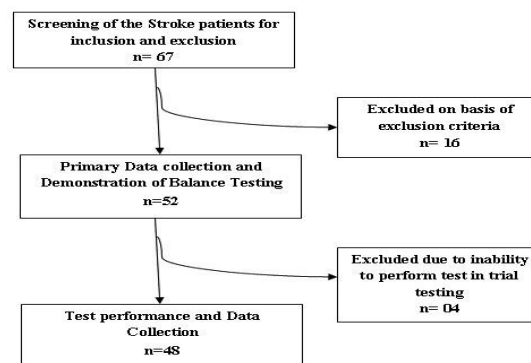 Screening of the Stroke patients for
inclusion and exclusion
n= 67
Excluded on basis of
exclusion criteria
n= 16
Primary Data collection and
Demonstration of Balance Testing
n=52
Excluded due to inability
to perform test in trial
testing
n= 04
Test performance and Data
Collection
n=48